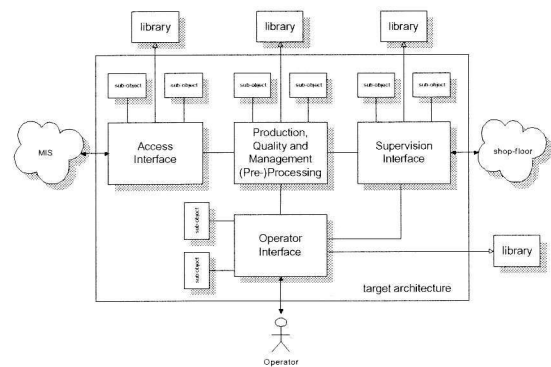 library
library
library
sub-object
sub-object
sub-object
sub-object
sub-object
sub-object
MIS
Access
Interface
Production,
Quality and
Management
(Pre-)Processing
Supervision
Interface
shop-floor
sub-object
sub-object
Operator
Interface
library
target architecture
Operator